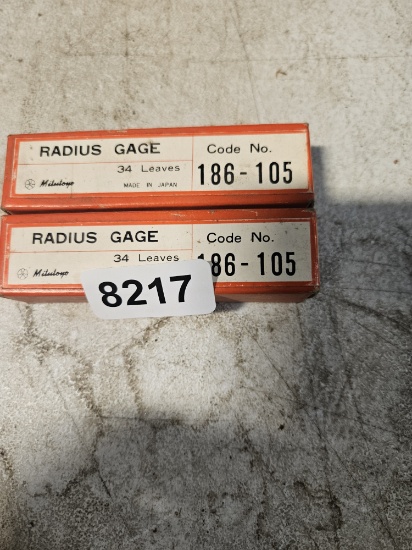 RADIUS GAGE
34 Leaves
Mitutoyo
MADE IN JAPAN
Code No.
186-105
RADIUS GAGE
34 Leaves
Mitutoyo
8217
Code No.
186-105